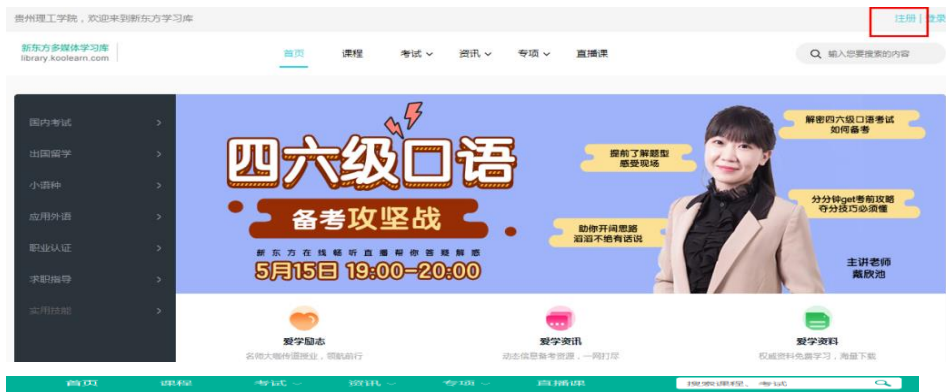 贵州理工学院，欢迎来到新东方学习库
注册 | 登录
新东方多媒体学习库
library.koolearn.com
首页 课程 考试 资讯 专项 直播课
输入您要搜索的内容
国内考试
出国留学
小语种
应用外语
职业认证
求职指导
实用技能
四六级口语
备考攻坚战
新东方在线畅听直播帮你答疑解惑
5月15日 19:00-20:00
提前了解题型
感受现场
助你开阔思路
滔滔不绝有话说
解密四六级口语考试
如何备考
分分钟get考前攻略
夺分技巧必须懂
主讲老师
戴欣池
爱学励志
名师大咖传道授业，领航前行
爱学资讯
动态信息备考资源，一网打尽
爱学资料
权威资料免费学习，海量下载
首页 课程 考试 资讯 专项 直播课
搜索课程、考试